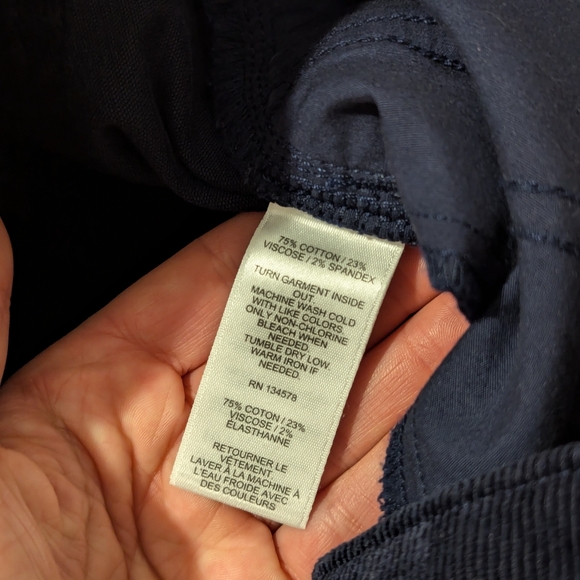 75% COTTON / 23%
VISCOSE / 2% SPANDEX
TURN GARMENT INSIDE
OUT.
MACHINE WASH COLD
WITH LIKE COLORS.
ONLY NON-CHLORINE
BLEACH WHEN
NEEDED.
TUMBLE DRY LOW.
WARM IRON IF
NEEDED.
RN 134578
75% COTON / 23%
VISCOSE / 2%
ÉLASTHANNE
RETOURNER LE
VÊTEMENT.
LAVER À LA MACHINE À
L'EAU FROIDE AVEC
DES COULEURS